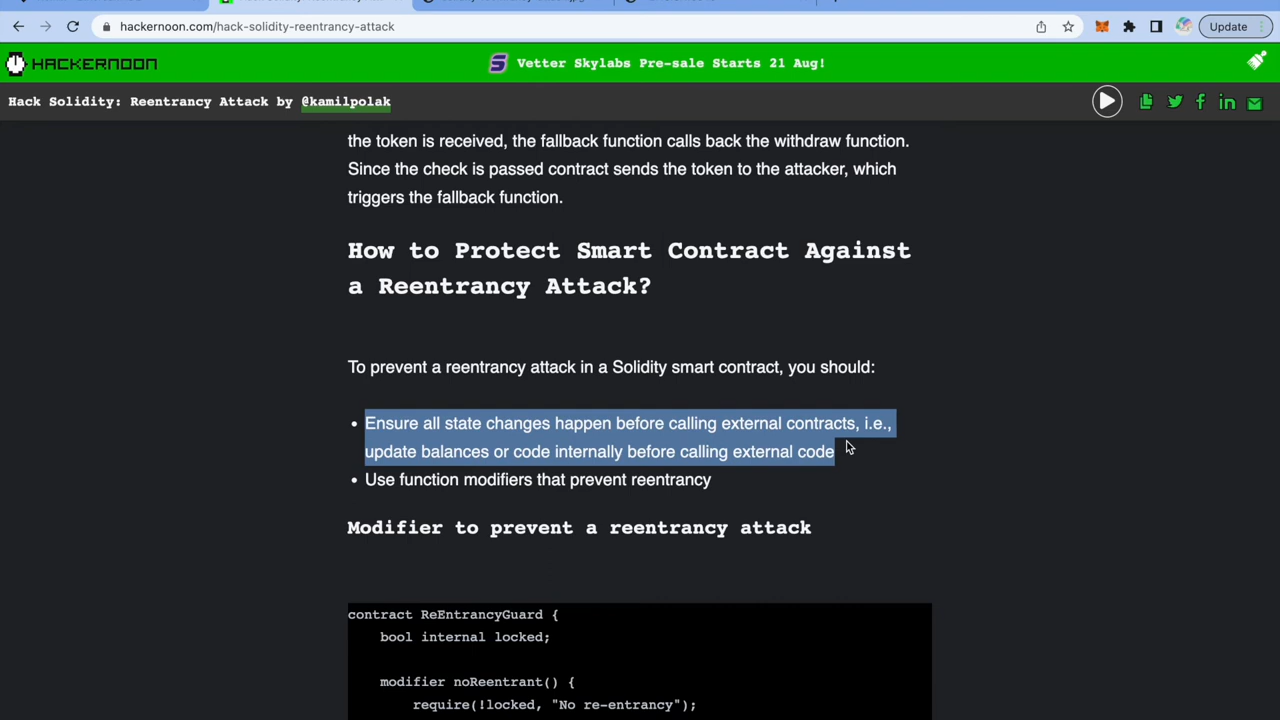 hackernoon.com/hack-solidity-reentrancy-attack
Update
HACKERNOON
Vetter Skylabs Pre-sale Starts 21 Aug!
Hack Solidity: Reentrancy Attack by @kamilpolak
the token is received, the fallback function calls back the withdraw function.
Since the check is passed contract sends the token to the attacker, which
triggers the fallback function.
How to Protect Smart Contract Against
a Reentrancy Attack?
To prevent a reentrancy attack in a Solidity smart contract, you should:
• Ensure all state changes happen before calling external contracts, i.e.,
update balances or code internally before calling external code
• Use function modifiers that prevent reentrancy
Modifier to prevent a reentrancy attack
contract ReEntrancyGuard {
bool internal locked;
modifier noReentrant() {
require(!locked, "No re-entrancy");